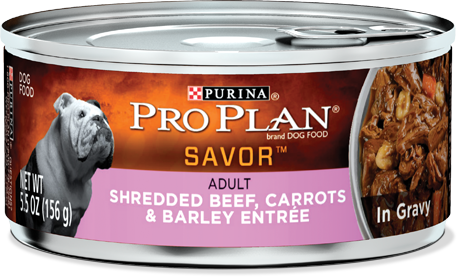 DOG
FOOD
PURINA®
PRO PLAN®
brand DOG FOOD
SAVOR™
ADULT
SHREDDED BEEF, CARROTS
& BARLEY ENTRÉE
NET WT
5.5 OZ (156 g)
In Gravy